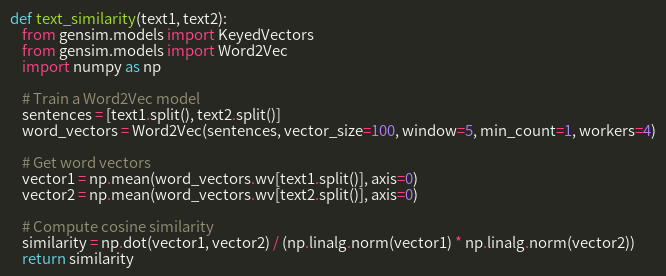 def text_similarity(text1, text2):
    from gensim.models import KeyedVectors
    from gensim.models import Word2Vec
    import numpy as np

    # Train a Word2Vec model
    sentences = [text1.split(), text2.split()]
    word_vectors = Word2Vec(sentences, vector_size=100, window=5, min_count=1, workers=4)

    # Get word vectors
    vector1 = np.mean(word_vectors.wv[text1.split()], axis=0)
    vector2 = np.mean(word_vectors.wv[text2.split()], axis=0)

    # Compute cosine similarity
    similarity = np.dot(vector1, vector2) / (np.linalg.norm(vector1) * np.linalg.norm(vector2))
    return similarity